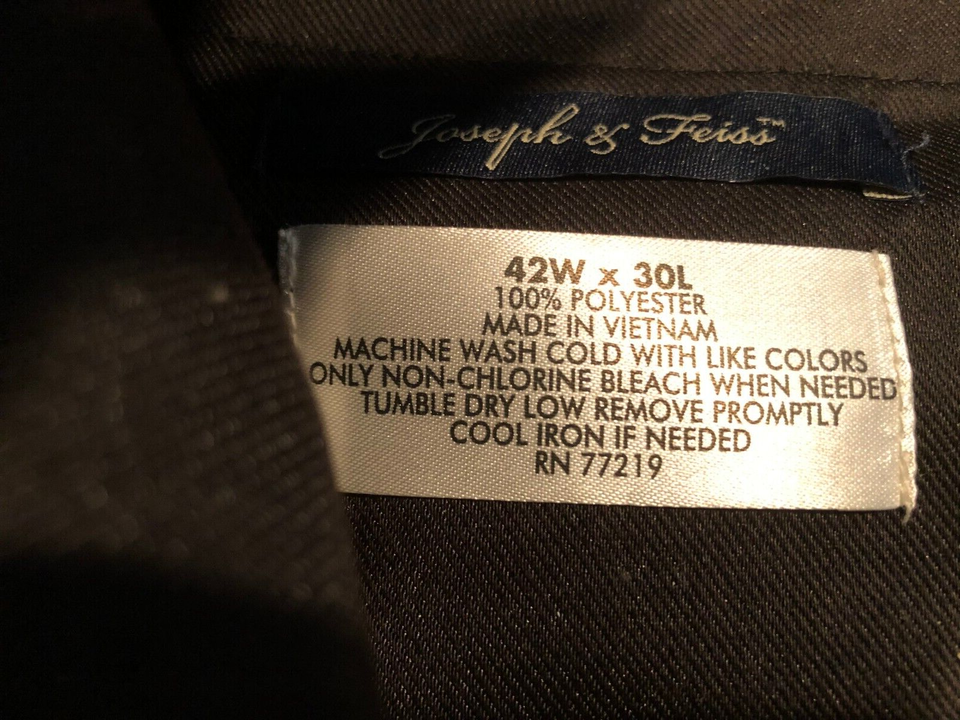 Joseph & Feiss™
42W x 30L
100% POLYESTER
MADE IN VIETNAM
MACHINE WASH COLD WITH LIKE COLORS
ONLY NON-CHLORINE BLEACH WHEN NEEDED
TUMBLE DRY LOW REMOVE PROMPTLY
COOL IRON IF NEEDED
RN 77219